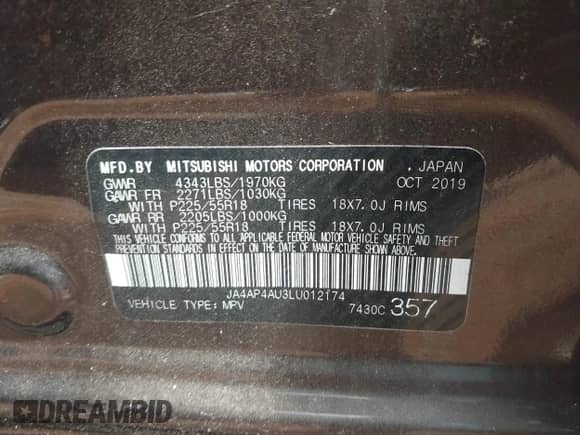 MFD.BY MITSUBISHI MOTORS CORPORATION , JAPAN
GVWR 4343LBS/1970KG OCT 2019
GAWR FR 2271LBS/1030KG
WITH P225/55R18 TIRES 18X7.0J RIMS
GAWR RR 2205LBS/1000KG
WITH P225/55R18 TIRES 18X7.0J RIMS
THIS VEHICLE CONFORMS TO ALL APPLICABLE FEDERAL MOTOR VEHICLE SAFETY AND THEFT
PREVENTION STANDARDS IN EFFECT ON THE DATE OF MANUFACTURE SHOWN ABOVE.
JA4AP4AU3LU012174
VEHICLE TYPE: MPV 7430C 357
DREAMBID